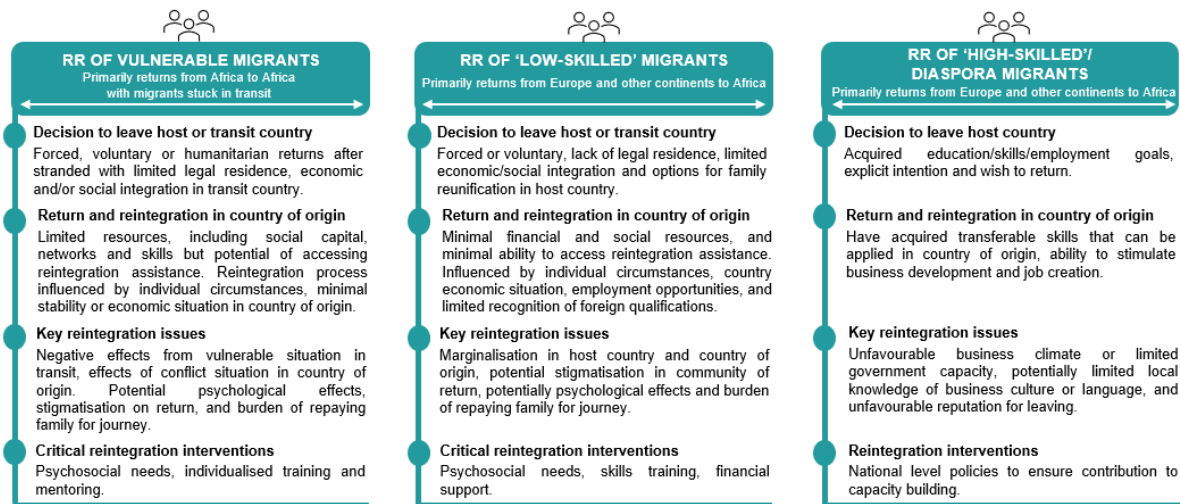 RR OF VULNERABLE MIGRANTS
Primarily returns from Africa to Africa
with migrants stuck in transit
Decision to leave host or transit country
Forced, voluntary or humanitarian returns after
stranded with limited legal residence, economic
and/or social integration in transit country.
Return and reintegration in country of origin
Limited resources, including social capital,
networks and skills but potential of accessing
reintegration assistance. Reintegration process
influenced by individual circumstances, minimal
stability or economic situation in country of origin.
Key reintegration issues
Negative effects from vulnerable situation in
transit, effects of conflict situation in country of
origin. Potential psychological effects,
stigmatisation on return, and burden of repaying
family for journey.
Critical reintegration interventions
Psychosocial needs, individualised training and
mentoring.
RR OF ‘LOW-SKILLED’ MIGRANTS
Primarily returns from Europe and other continents to Africa
Decision to leave host or transit country
Forced or voluntary, lack of legal residence, limited
economic/social integration and options for family
reunification in host country.
Return and reintegration in country of origin
Minimal financial and social resources, and
minimal ability to access reintegration assistance.
Influenced by individual circumstances, country
economic situation, employment opportunities, and
limited recognition of foreign qualifications.
Key reintegration issues
Marginalisation in host country and country of
origin, potential stigmatisation in community of
return, potentially psychological effects and burden
of repaying family for journey.
Critical reintegration interventions
Psychosocial needs, skills training, financial
support.
RR OF ‘HIGH-SKILLED’/
DIASPORA MIGRANTS
Primarily returns from Europe and other continents to Africa
Decision to leave host country
Acquired education/skills/employment goals,
explicit intention and wish to return.
Return and reintegration in country of origin
Have acquired transferable skills that can be
applied in country of origin, ability to stimulate
business development and job creation.
Key reintegration issues
Unfavourable business climate or limited
government capacity, potentially limited local
knowledge of business culture or language, and
unfavourable reputation for leaving.
Reintegration interventions
National level policies to ensure contribution to
capacity building.